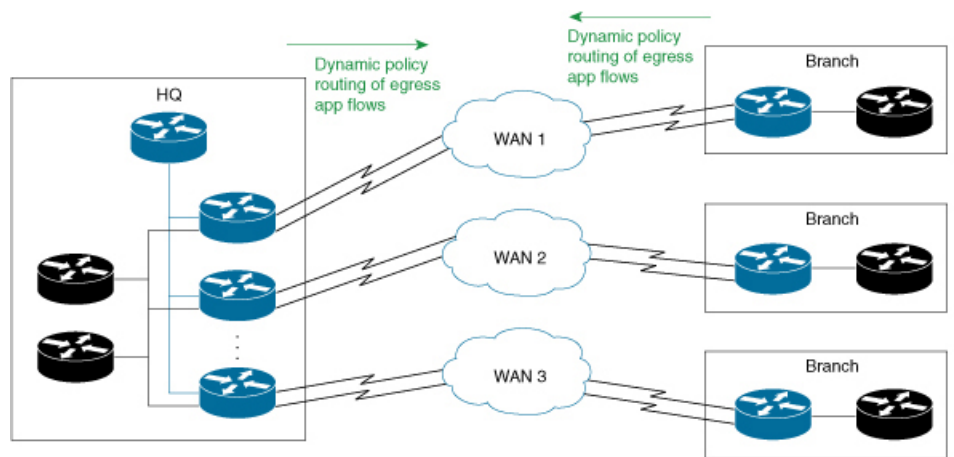 Dynamic policy
routing of egress
app flows
Dynamic policy
routing of egress
app flows
HQ
Branch
WAN 1
Branch
WAN 2
Branch
WAN 3